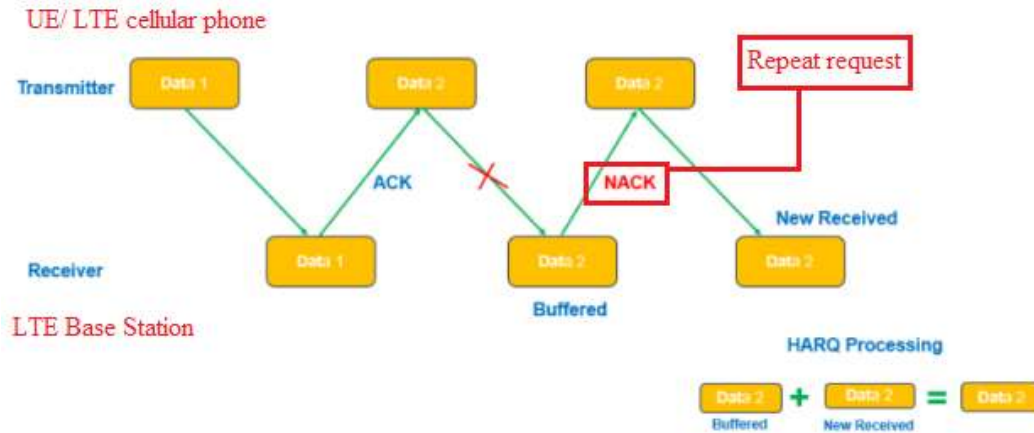 UE/ LTE cellular phone
Transmitter
Data 1
Data 2
Data 2
Repeat request
ACK
NACK
New Received
Receiver
Data 1
Data 2
Data 2
Buffered
LTE Base Station
HARQ Processing
Data 2 + Data 2 = Data 2
Buffered
New Received